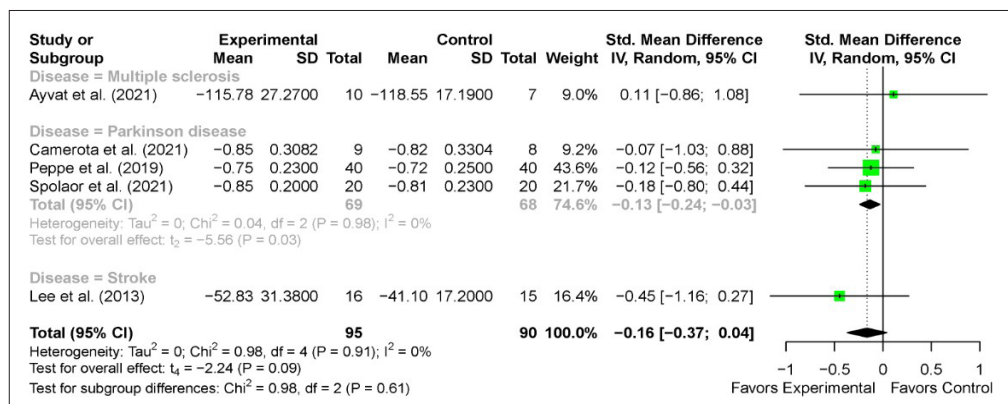 Study or Experimental Control Std. Mean Difference Std. Mean Difference
Subgroup Mean SD Total Mean SD Total Weight IV, Random, 95% CI IV, Random, 95% CI
Disease = Multiple sclerosis
Ayvat et al. (2021) −115.78 27.2700 10 −118.55 17.1900 7 9.0% 0.11 [−0.86; 1.08]
Disease = Parkinson disease
Camerota et al. (2021) −0.85 0.3082 9 −0.82 0.3304 8 9.2% −0.07 [−1.03; 0.88]
Peppe et al. (2019) −0.75 0.2300 40 −0.72 0.2500 40 43.6% −0.12 [−0.56; 0.32]
Spolaor et al. (2021) −0.85 0.2000 20 −0.81 0.2300 20 21.7% −0.18 [−0.80; 0.44]
Total (95% CI) 69 68 74.6% −0.13 [−0.24; −0.03]
Heterogeneity: Tau² = 0; Chi² = 0.04, df = 2 (P = 0.98); I² = 0%
Test for overall effect: t₂ = −5.56 (P = 0.03)
Disease = Stroke
Lee et al. (2013) −52.83 31.3800 16 −41.10 17.2000 15 16.4% −0.45 [−1.16; 0.27]
Total (95% CI) 95 90 100.0% −0.16 [−0.37; 0.04]
Heterogeneity: Tau² = 0; Chi² = 0.98, df = 4 (P = 0.91); I² = 0%
Test for overall effect: t₄ = −2.24 (P = 0.09)
Test for subgroup differences: Chi² = 0.98, df = 2 (P = 0.61)
−1 −0.5 0 0.5 1
Favors Experimental Favors Control